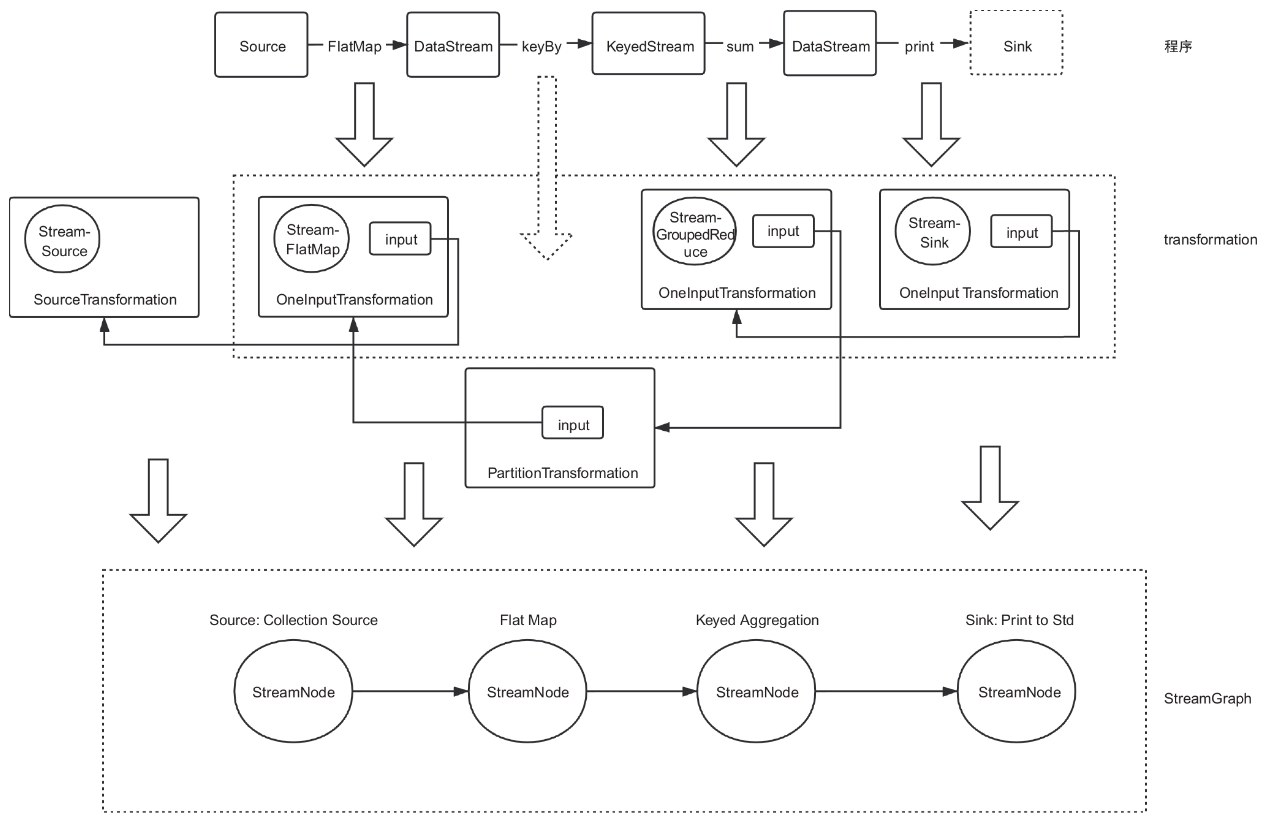 Source
FlatMap
DataStream
keyBy
KeyedStream
sum
DataStream
print
Sink
程序
Stream-
Source
SourceTransformation
Stream-
FlatMap
input
OneInputTransformation
Stream-
GroupedRed
uce
input
OneInputTransformation
Stream-
Sink
input
OneInput Transformation
transformation
input
PartitionTransformation
Source: Collection Source
Flat Map
Keyed Aggregation
Sink: Print to Std
StreamNode
StreamNode
StreamNode
StreamNode
StreamGraph